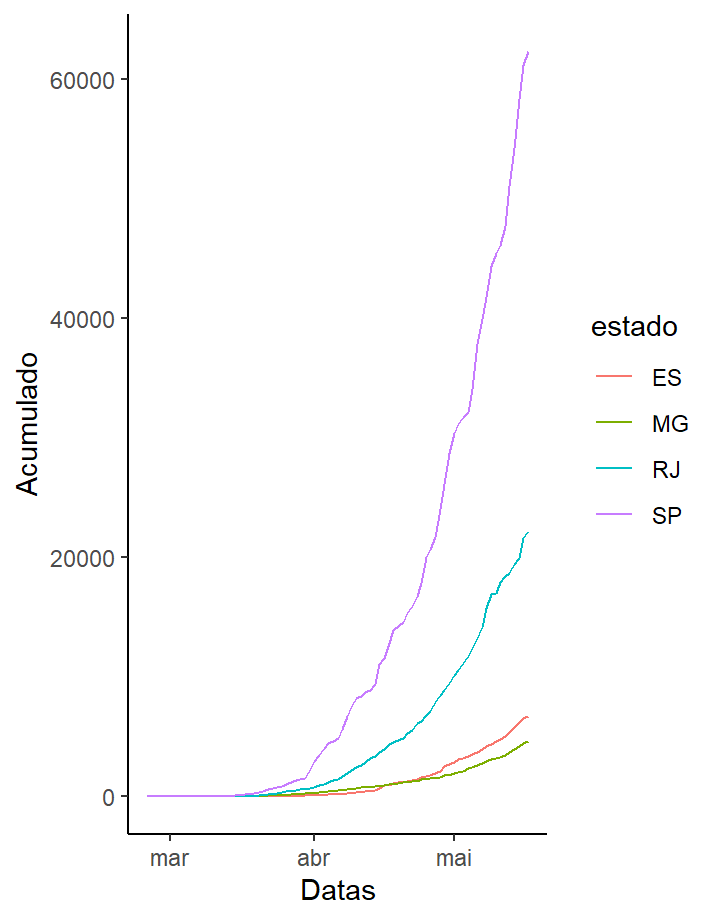 60000
40000
20000
0
Acumulado
mar abr mai
Datas
estado
ES
MG
RJ
SP